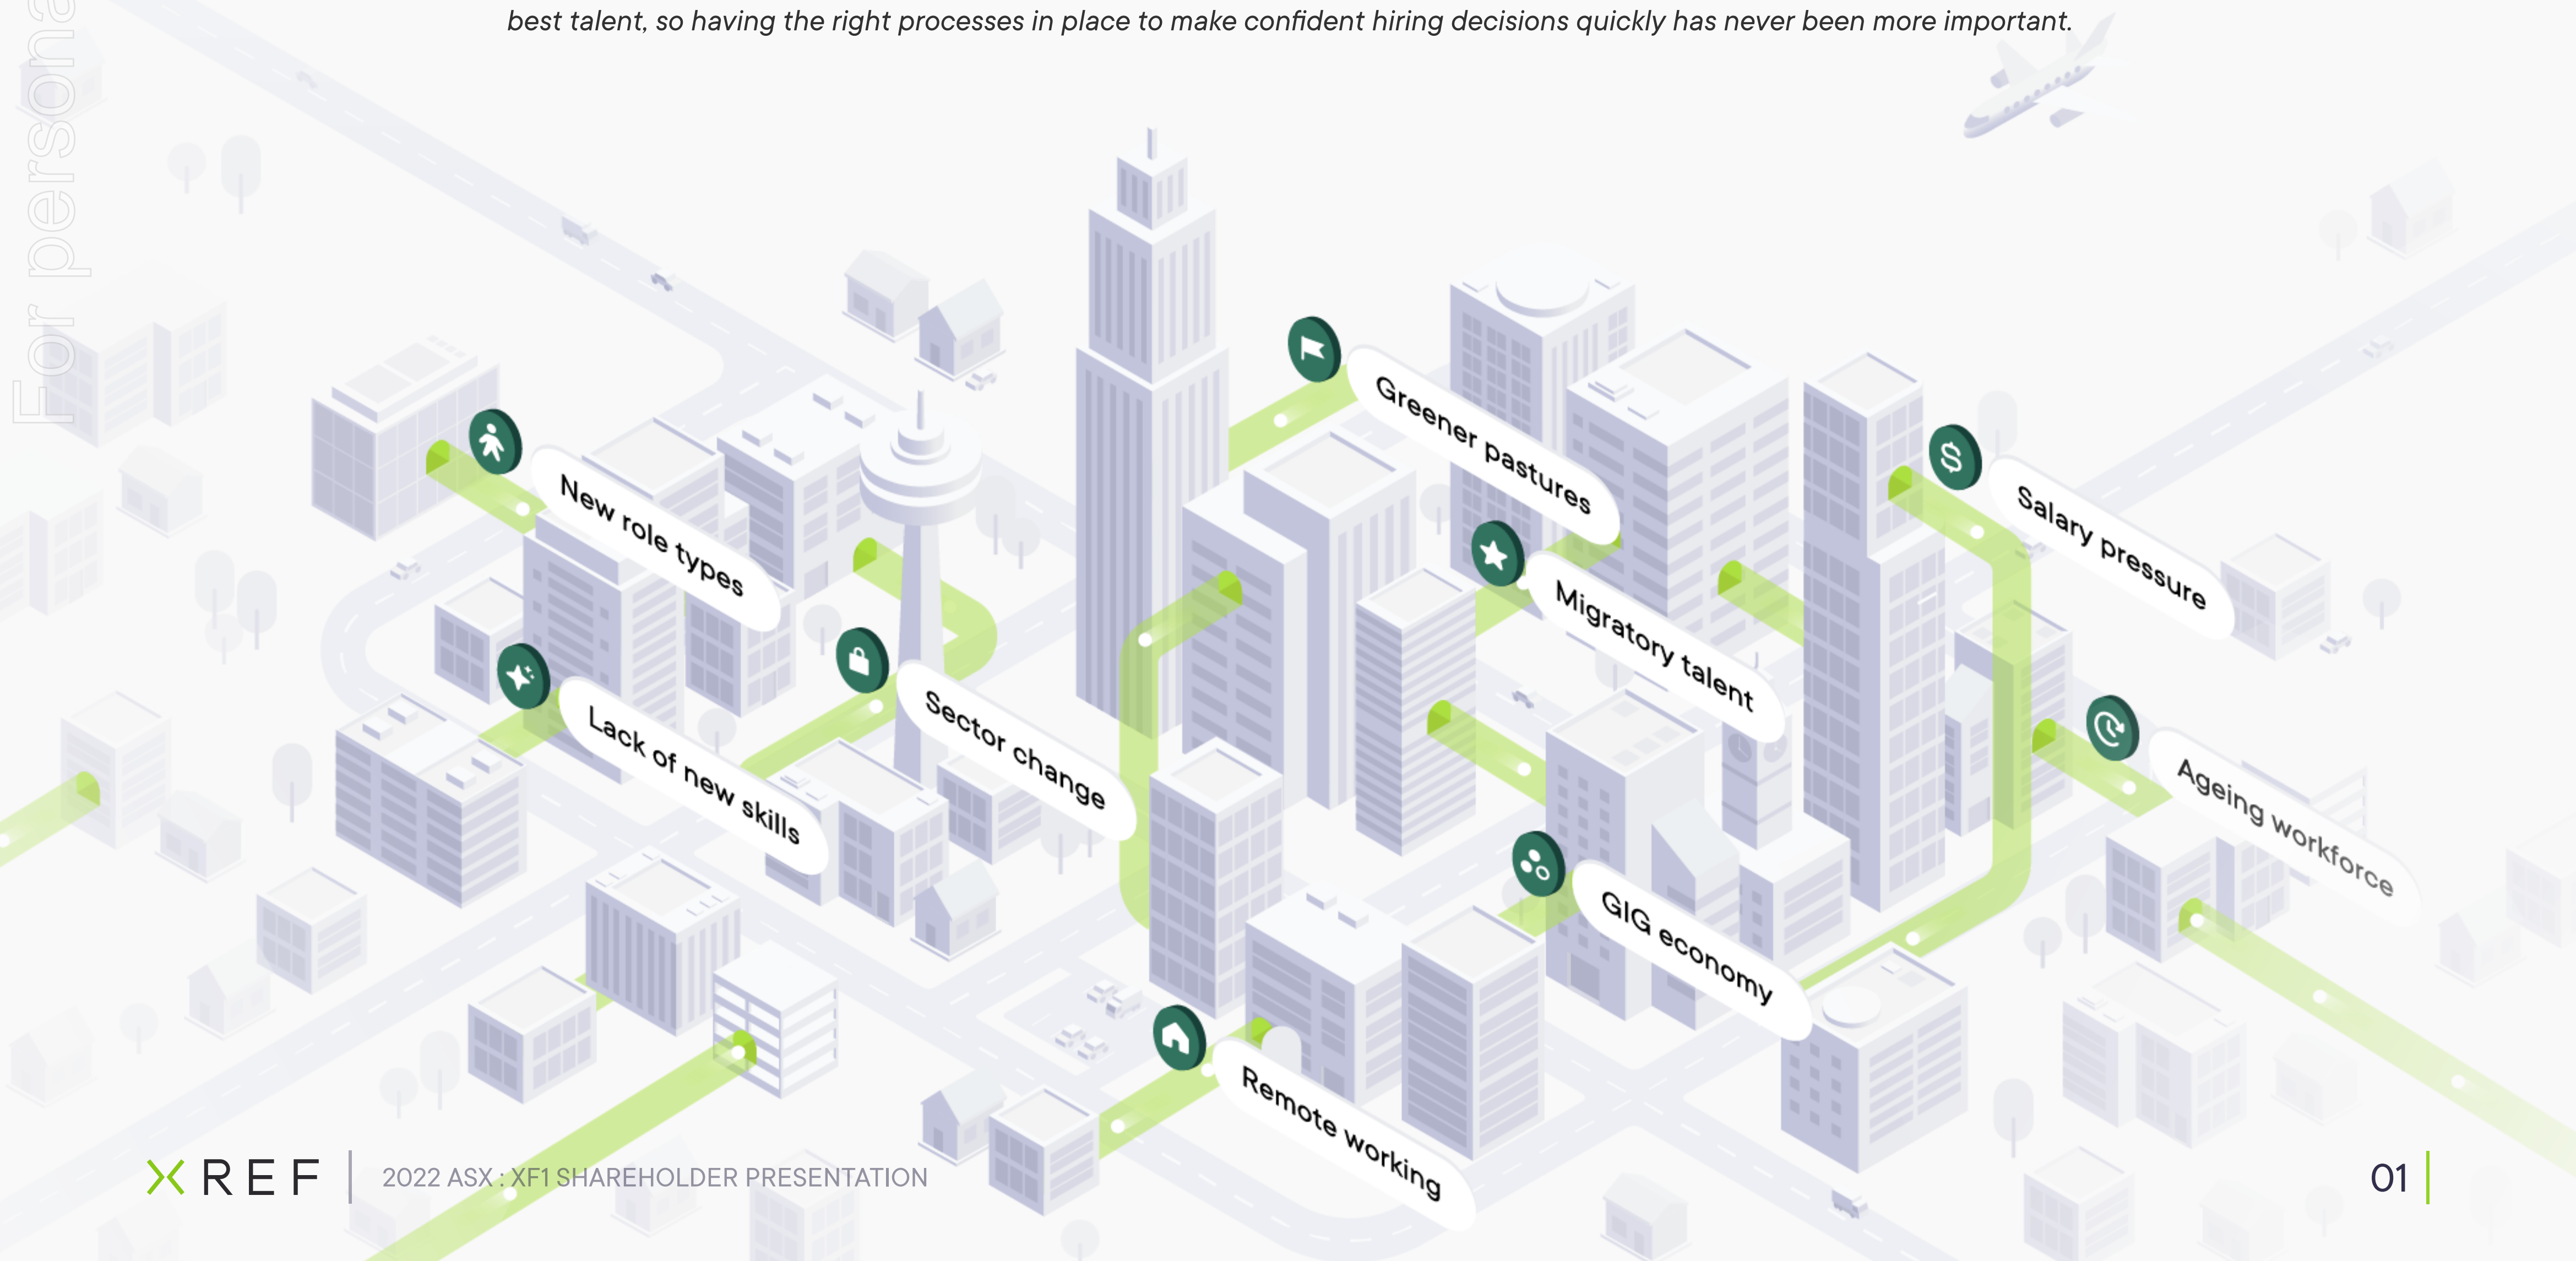 best talent, so having the right processes in place to make confident hiring decisions quickly has never been more important.
For persona
Greener pastures
New role types
Salary pressure
Migratory talent
Lack of new skills
Sector change
Ageing workforce
GIG economy
Remote working
XREF
2022 ASX : XF1 SHAREHOLDER PRESENTATION
01